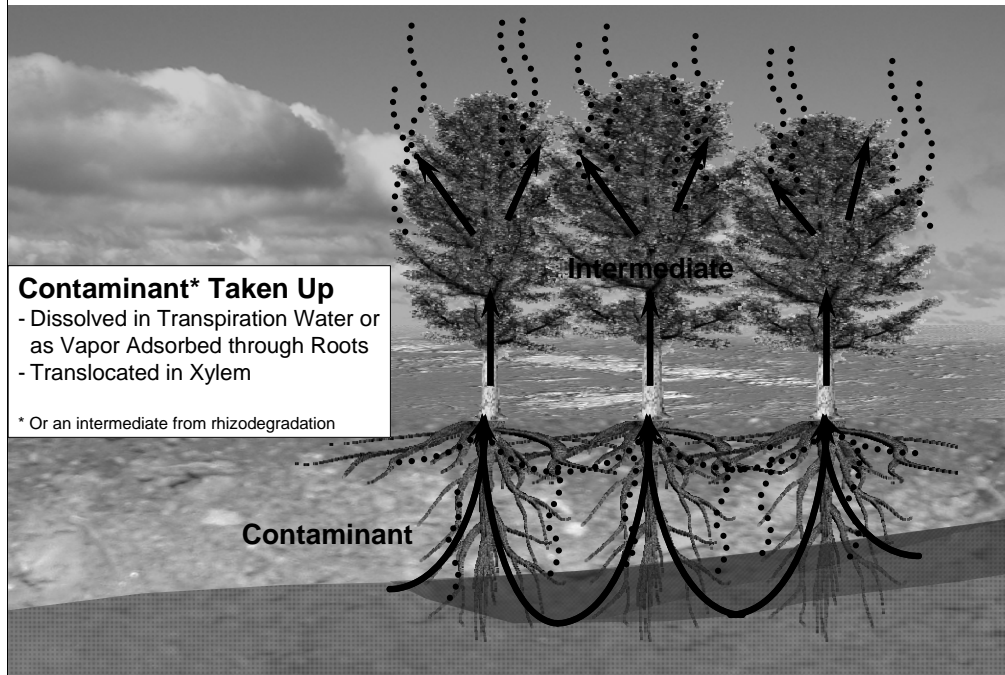 Intermediate
Contaminant* Taken Up
- Dissolved in Transpiration Water or
as Vapor Adsorbed through Roots
- Translocated in Xylem
* Or an intermediate from rhizodegradation
Contaminant